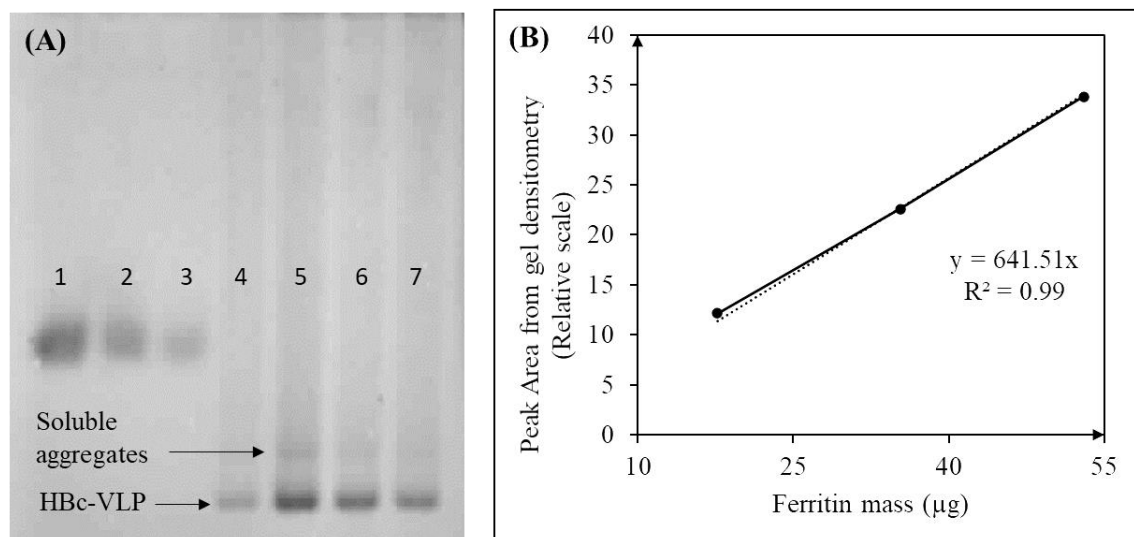 (A)
1 2 3 4 5 6 7
Soluble
aggregates
HBc-VLP
(B)
Peak Area from gel densitometry
(Relative scale)
40
35
30
25
20
15
10
5
0
y = 641.51x
R² = 0.99
10 25 40 55
Ferritin mass (µg)